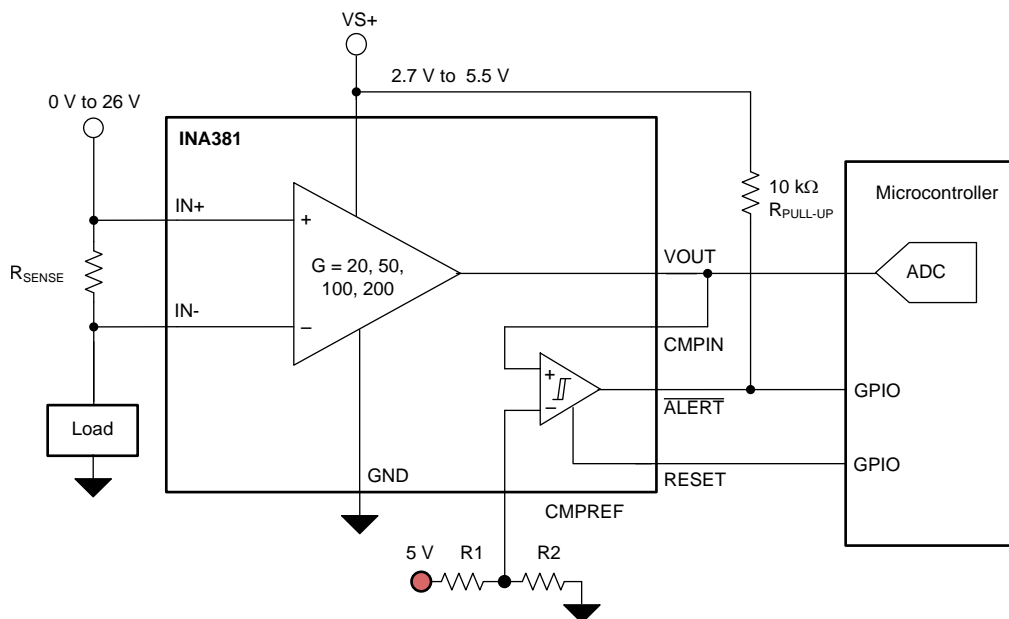 VS+
2.7 V to 5.5 V
0 V to 26 V
INA381
IN+
+
G = 20, 50,
100, 200
RSENSE
IN-
−
Load
GND
10 kΩ
RPULL-UP
Microcontroller
VOUT
ADC
CMPIN
+
−
ALERT
GPIO
RESET
GPIO
CMPREF
5 V
R1
R2